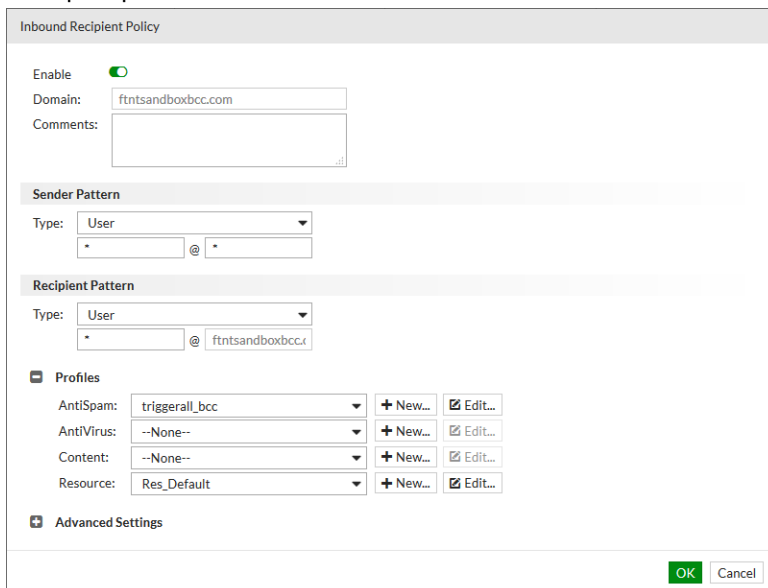 Inbound Recipient Policy
Enable
Domain: ftntsandboxbcc.com
Comments:
Sender Pattern
Type: User
* @ *
Recipient Pattern
Type: User
* @ ftntsandboxbcc.c
Profiles
AntiSpam: triggerall_bcc New... Edit...
AntiVirus: --None-- New... Edit...
Content: --None-- New... Edit...
Resource: Res_Default New... Edit...
Advanced Settings
OK Cancel